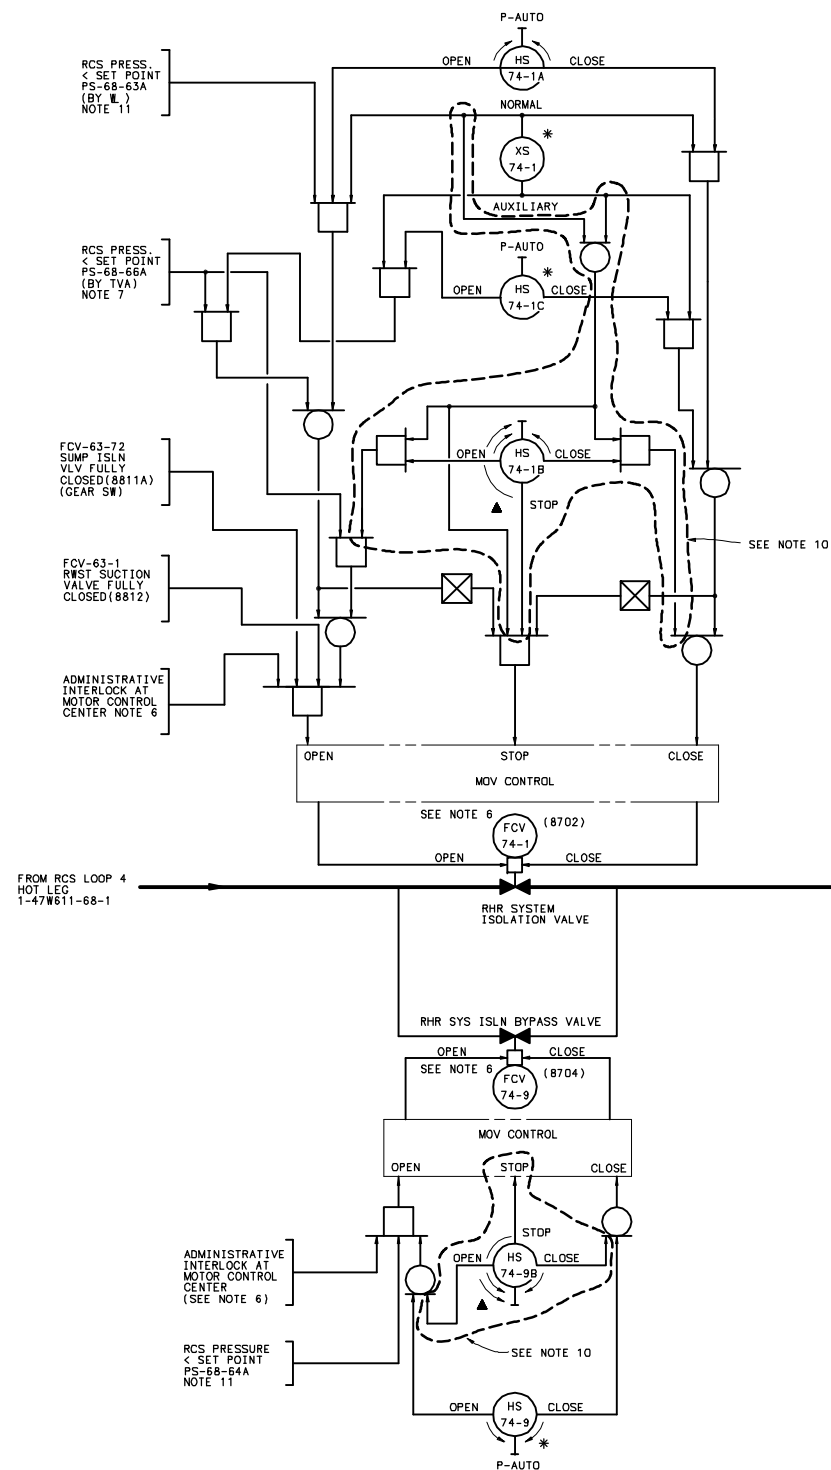 P-AUTO
HS
74-1A
OPEN
CLOSE
RCS PRESS.
< SET POINT
PS-68-63A
(BY W )
NOTE 11
NORMAL
XS
74-1
*
AUXILIARY
P-AUTO
HS
74-1C
*
OPEN
CLOSE
RCS PRESS.
< SET POINT
PS-68-66A
(BY TVA)
NOTE 7
FCV-63-72
SUMP ISLN
VLV FULLY
CLOSED(8811A)
(GEAR SW)
HS
74-1B
OPEN
CLOSE
STOP
SEE NOTE 10
FCV-63-1
RWST SUCTION
VALVE FULLY
CLOSED(8812)
ADMINISTRATIVE
INTERLOCK AT
MOTOR CONTROL
CENTER NOTE 6
OPEN
STOP
CLOSE
MOV CONTROL
SEE NOTE 6
FCV
74-1
(8702)
OPEN
CLOSE
FROM RCS LOOP 4
HOT LEG
1-47W611-68-1
RHR SYSTEM
ISOLATION VALVE
RHR SYS ISLN BYPASS VALVE
OPEN
CLOSE
SEE NOTE 6
FCV
74-9
(8704)
MOV CONTROL
OPEN
STOP
CLOSE
STOP
HS
74-9B
OPEN
CLOSE
ADMINISTRATIVE
INTERLOCK AT
MOTOR CONTROL
CENTER
(SEE NOTE 6)
SEE NOTE 10
RCS PRESSURE
< SET POINT
PS-68-64A
NOTE 11
OPEN
HS
74-9
CLOSE
*
P-AUTO